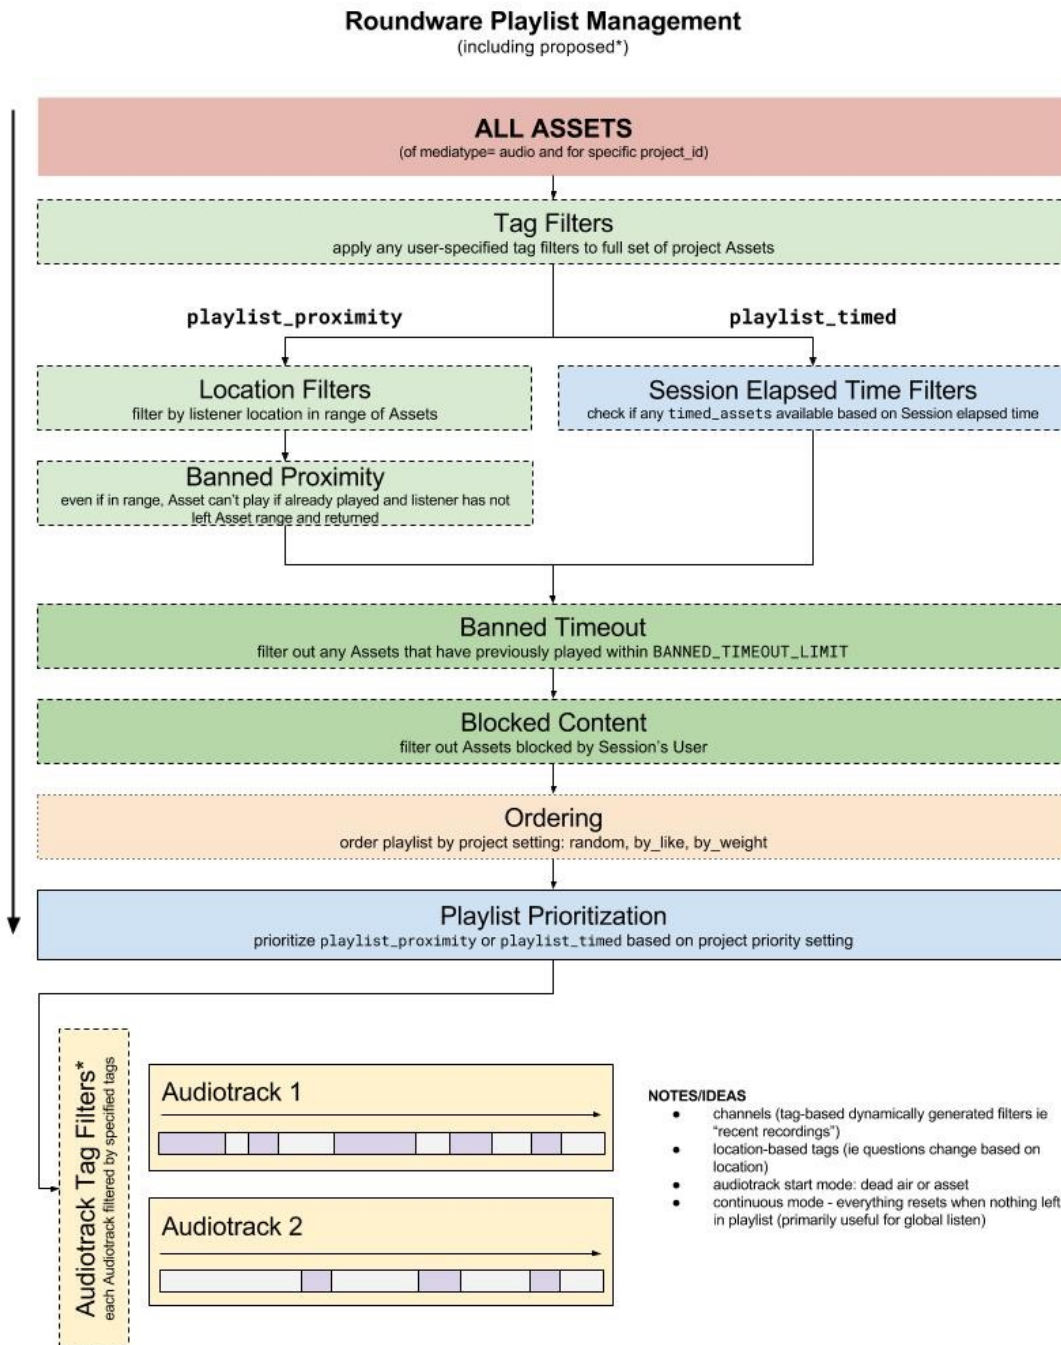 Roundware Playlist Management
(including proposed*)
ALL ASSETS
(of mediatype= audio and for specific project_id)
Tag Filters
apply any user-specified tag filters to full set of project Assets
playlist_proximity
playlist_timed
Location Filters
filter by listener location in range of Assets
Session Elapsed Time Filters
check if any timed_assets available based on Session elapsed time
Banned Proximity
even if in range, Asset can't play if already played and listener has not
left Asset range and returned
Banned Timeout
filter out any Assets that have previously played within BANNED_TIMEOUT_LIMIT
Blocked Content
filter out Assets blocked by Session's User
Ordering
order playlist by project setting: random, by_like, by_weight
Playlist Prioritization
prioritize playlist_proximity or playlist_timed based on project priority setting
Audiotrack Tag Filters*
each Audiotrack filtered by specified tags
Audiotrack 1
Audiotrack 2
NOTES/IDEAS
● channels (tag-based dynamically generated filters ie
"recent recordings")
● location-based tags (ie questions change based on
location)
● audiotrack start mode: dead air or asset
● continuous mode - everything resets when nothing left
in playlist (primarily useful for global listen)